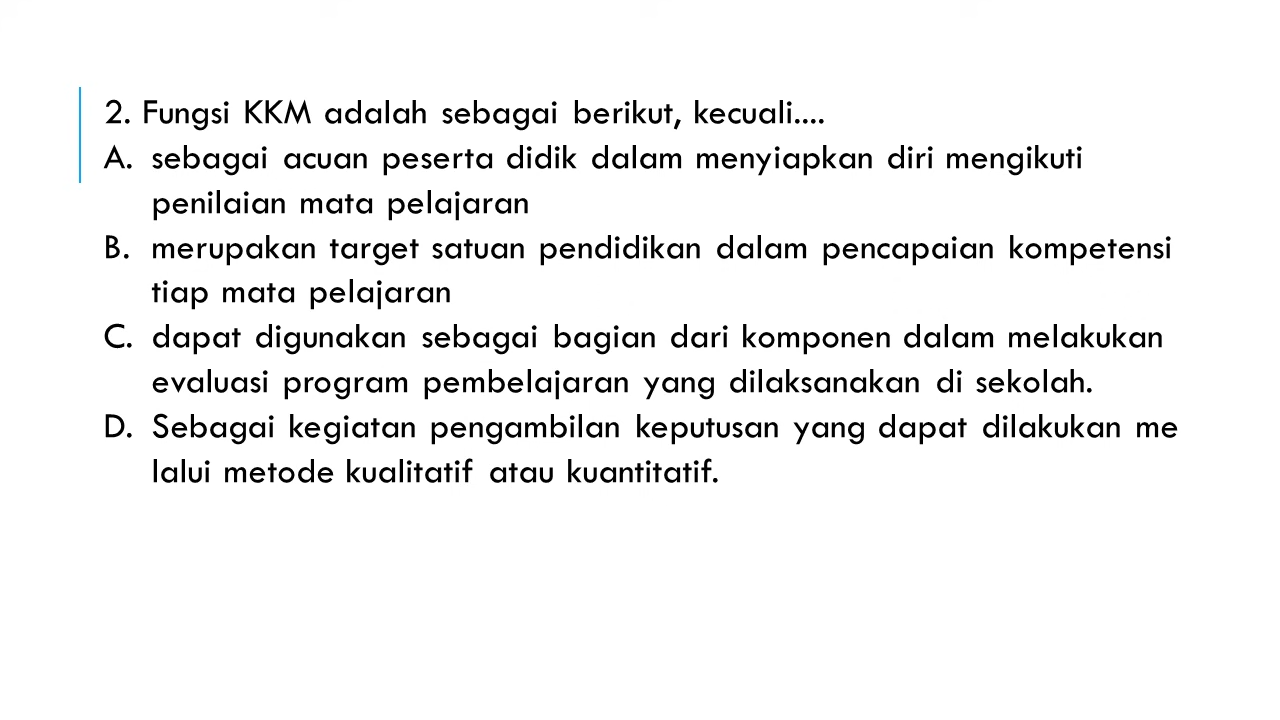 2. Fungsi KKM adalah sebagai berikut, kecuali....
A. sebagai acuan peserta didik dalam menyiapkan diri mengikuti
penilaian mata pelajaran
B. merupakan target satuan pendidikan dalam pencapaian kompetensi
tiap mata pelajaran
C. dapat digunakan sebagai bagian dari komponen dalam melakukan
evaluasi program pembelajaran yang dilaksanakan di sekolah.
D. Sebagai kegiatan pengambilan keputusan yang dapat dilakukan me
lalui metode kualitatif atau kuantitatif.